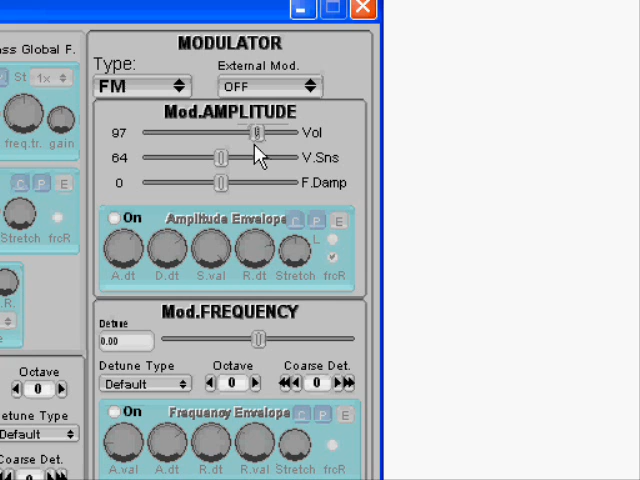 MODULATOR
ass Global F.
Type:
External Mod.
St 1x
FM
OFF
Mod.AMPLITUDE
97 Vol
freq.tr. gain
64 V.Sns
0 F.Damp
C P E
On Amplitude Envelope C P E
Stretch frcR
L
A.dt D.dt S.val R.dt Stretch frcR
.R.
Mod.FREQUENCY
Detune
0.00
Detune Type Octave Coarse Det.
Octave
Default 0 0
0
On Frequency Envelope C P E
etune Type
Default
Coarse Det.
A.val A.dt R.dt R.val Stretch frcR
0